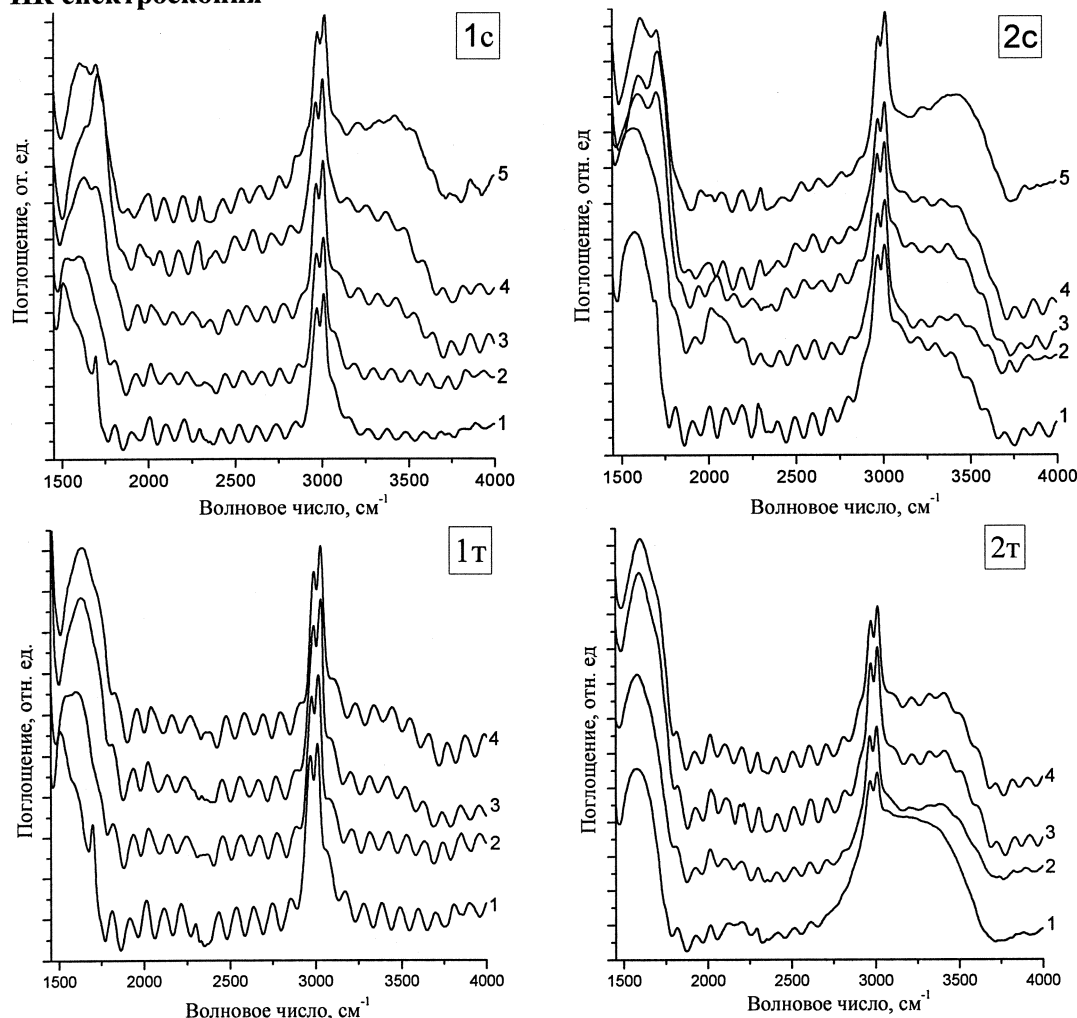 ИК спектроскопия
1с
2с
Поглощение, от. ед.
5
4
3
2
1
1500 2000 2500 3000 3500 4000
Волновое число, см⁻¹
Поглощение, отн. ед
5
4
3
2
1
1500 2000 2500 3000 3500 4000
Волновое число, см⁻¹
1т
2т
Поглощение, отн. ед.
4
3
2
1
1500 2000 2500 3000 3500 4000
Волновое число, см⁻¹
Поглощение, отн. ед
4
3
2
1
1500 2000 2500 3000 3500 4000
Волновое число, см⁻¹